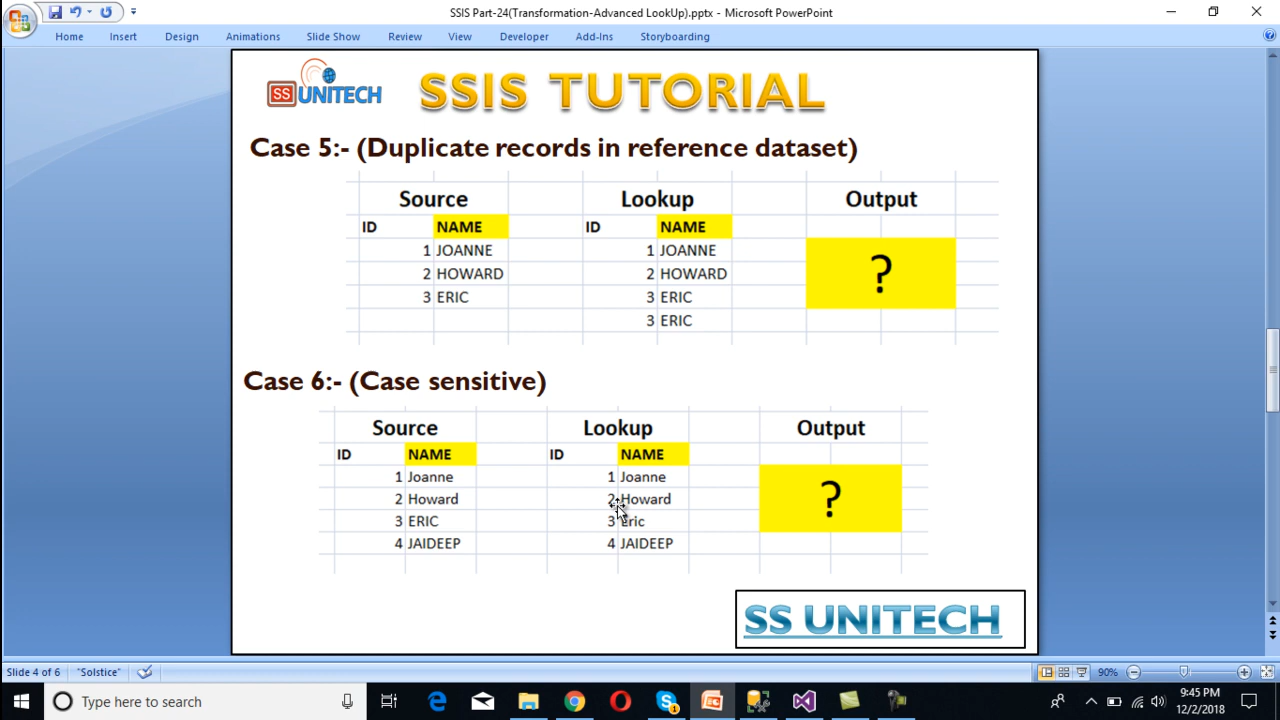 SSIS Part-24(Transformation-Advanced LookUp).pptx - Microsoft PowerPoint
Home Insert Design Animations Slide Show Review View Developer Add-Ins Storyboarding
SS UNITECH SSIS TUTORIAL
Case 5:- (Duplicate records in reference dataset)
Source Lookup Output
ID NAME ID NAME
1 JOANNE 1 JOANNE
2 HOWARD 2 HOWARD ?
3 ERIC 3 ERIC
3 ERIC
Case 6:- (Case sensitive)
Source Lookup Output
ID NAME ID NAME
1 Joanne 1 Joanne
2 Howard 2 Howard ?
3 ERIC 3 Eric
4 JAIDEEP 4 JAIDEEP
SS UNITECH
Slide 4 of 6 "Solstice" 90%
Type here to search
9:45 PM
12/2/2018